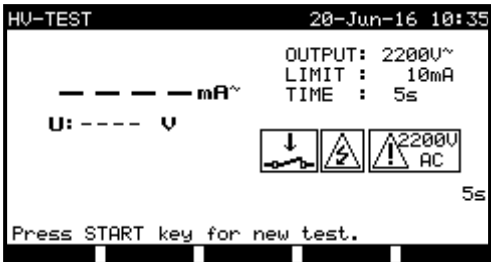 HV-TEST 20-Jun-16 10:35
OUTPUT: 2200V~
LIMIT : 10mA
TIME : 5s
– – – – mA~
U: - - - - V
2200V
AC
5s
Press START key for new test.